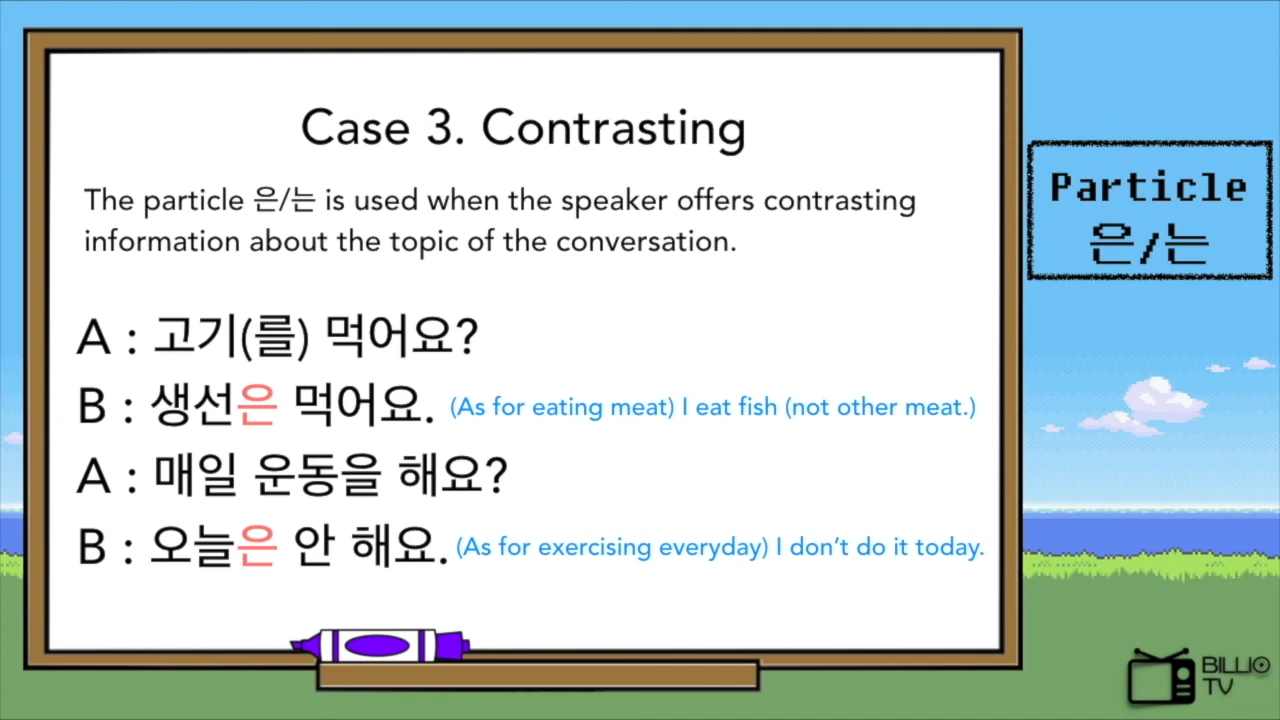 Case 3. Contrasting
The particle 은/는 is used when the speaker offers contrasting
information about the topic of the conversation.
A : 고기(를) 먹어요?
B : 생선은 먹어요. (As for eating meat) I eat fish (not other meat.)
A : 매일 운동을 해요?
B : 오늘은 안 해요. (As for exercising everyday) I don't do it today.
Particle
은/는
BILLIO
TV